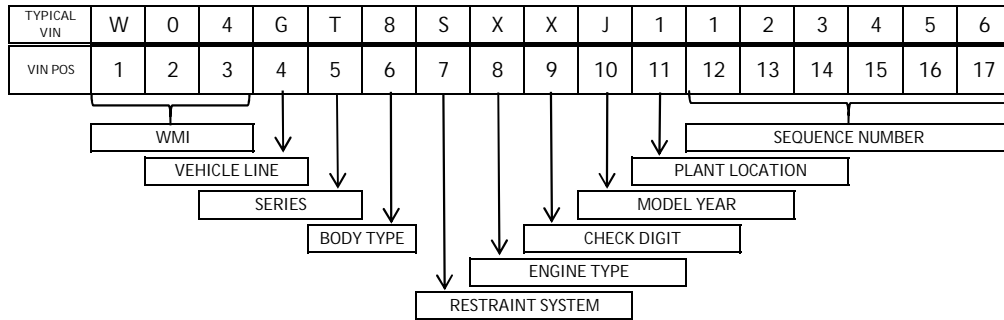 TYPICAL VIN W 0 4 G T 8 S X X J 1 1 2 3 4 5 6
VIN POS 1 2 3 4 5 6 7 8 9 10 11 12 13 14 15 16 17
WMI SEQUENCE NUMBER
VEHICLE LINE PLANT LOCATION
SERIES MODEL YEAR
BODY TYPE CHECK DIGIT
ENGINE TYPE
RESTRAINT SYSTEM